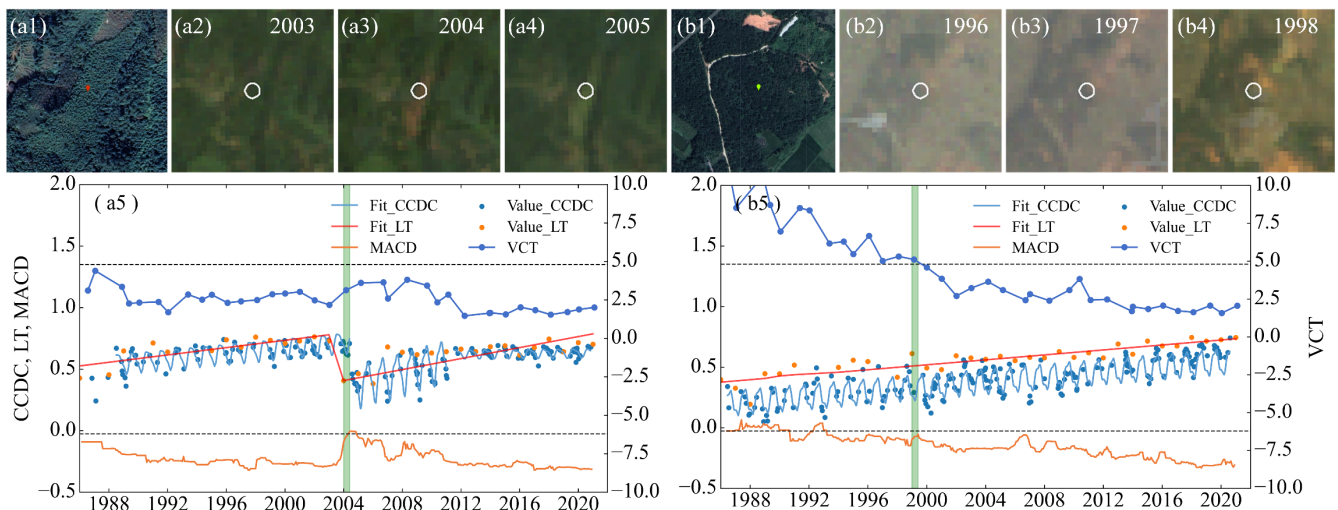 (a1) (a2) 2003 (a3) 2004 (a4) 2005 (b1) (b2) 1996 (b3) 1997 (b4) 1998
( a5 )
Fit_CCDC Value_CCDC
Fit_LT Value_LT
MACD VCT
2.0
1.5
1.0
0.5
0.0
−0.5
10.0
7.5
5.0
2.5
0.0
−2.5
−5.0
−7.5
−10.0
CCDC, LT, MACD
1988 1992 1996 2000 2004 2008 2012 2016 2020
( b5 )
Fit_CCDC Value_CCDC
Fit_LT Value_LT
MACD VCT
2.0
1.5
1.0
0.5
0.0
−0.5
10.0
7.5
5.0
2.5
0.0
−2.5
−5.0
−7.5
−10.0
VCT
1988 1992 1996 2000 2004 2008 2012 2016 2020